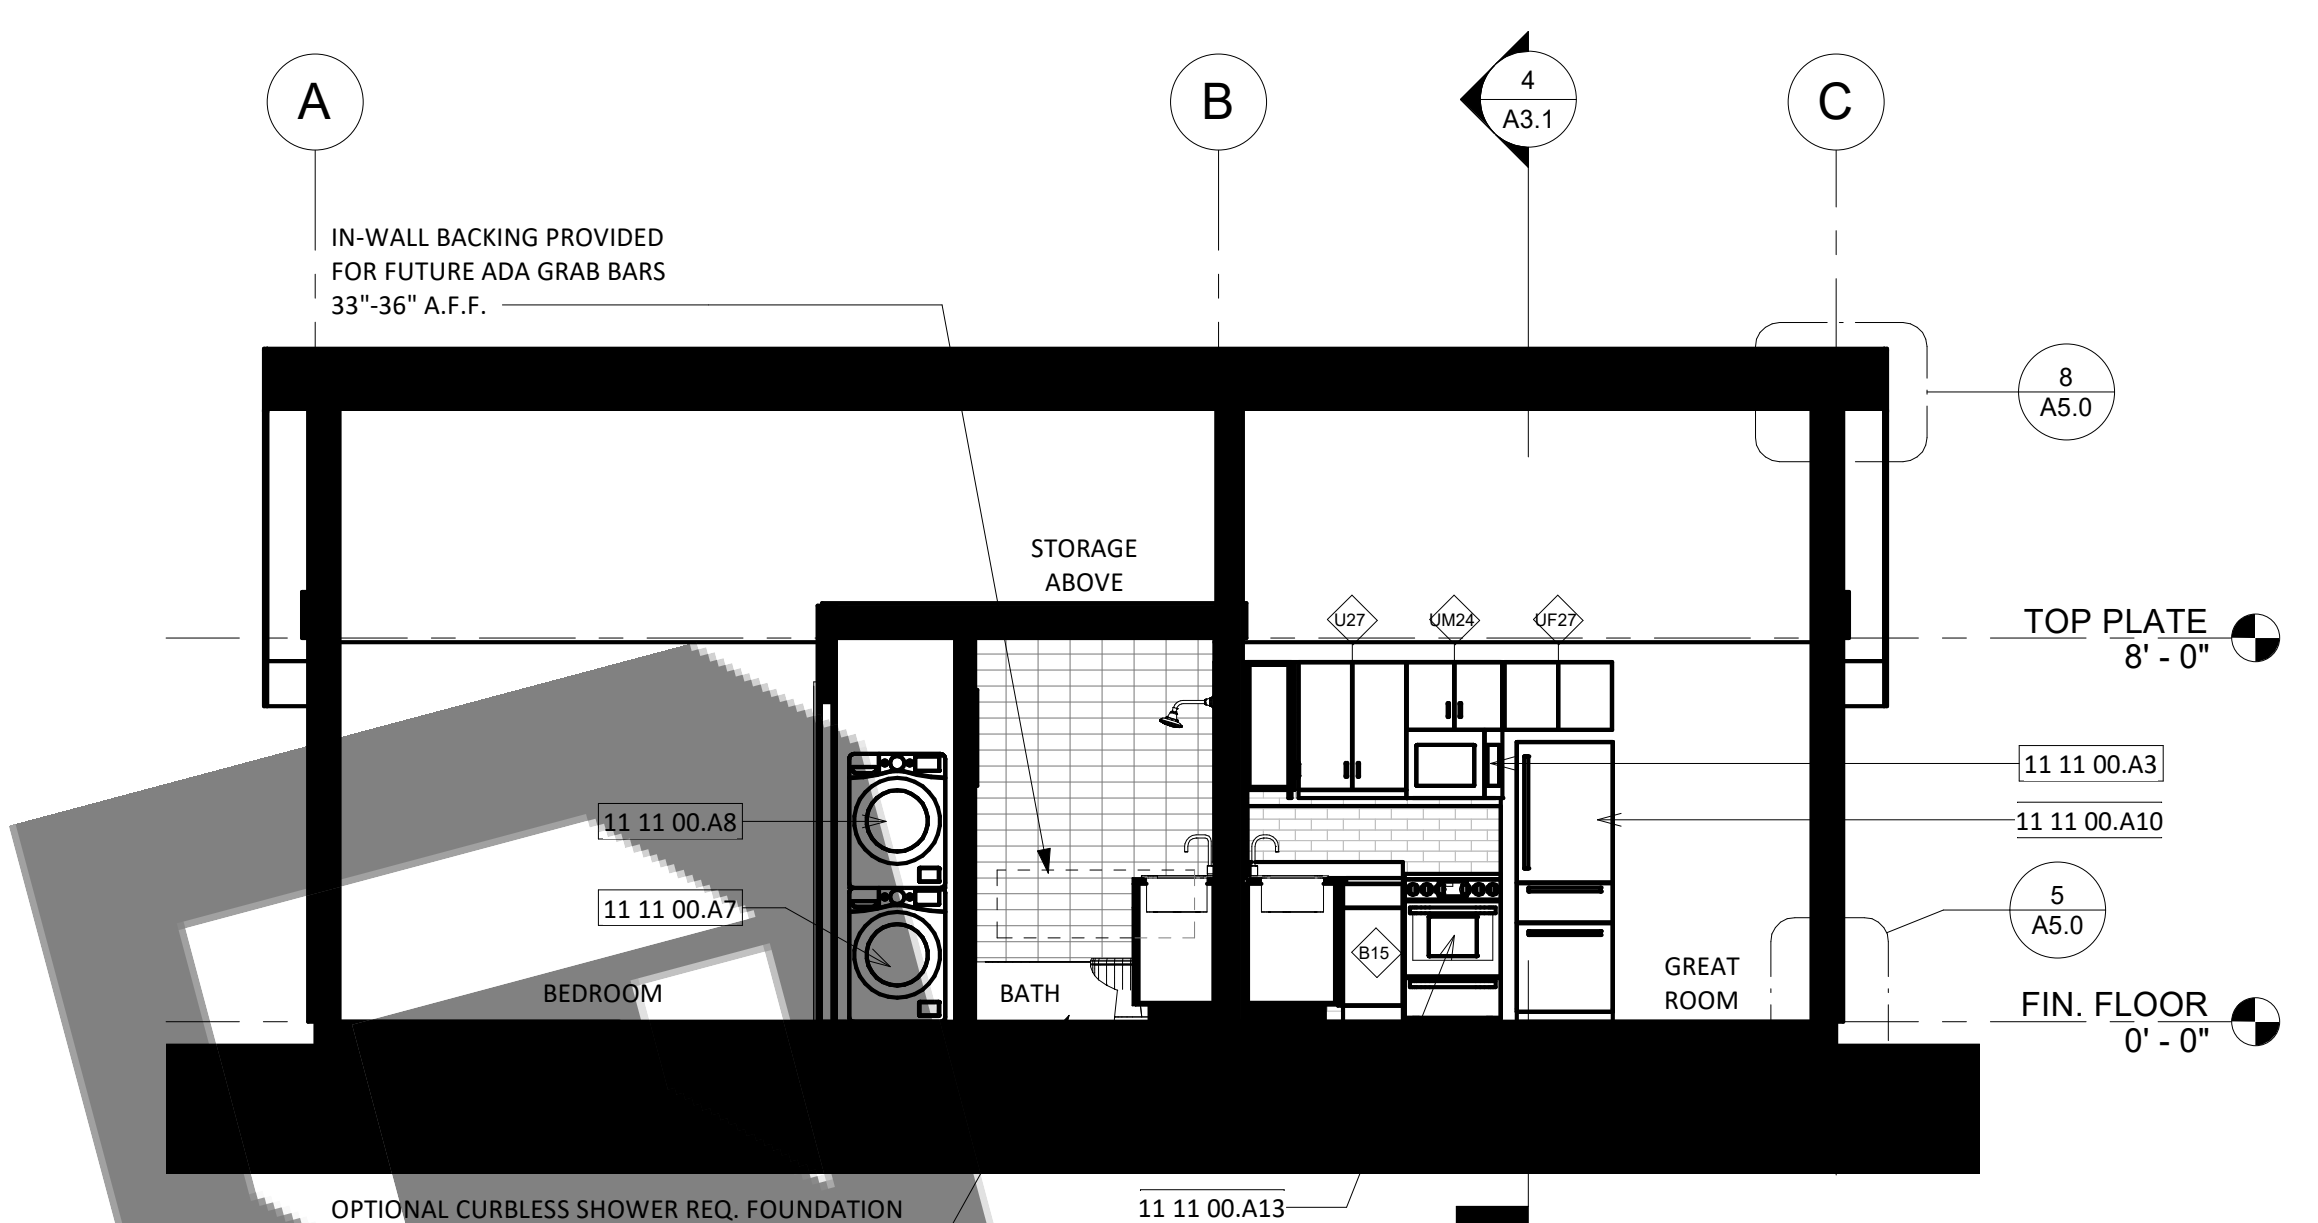 A
B
4
A3.1
C
IN-WALL BACKING PROVIDED
FOR FUTURE ADA GRAB BARS
33"-36" A.F.F.
8
A5.0
STORAGE
ABOVE
U27
UM24
UF27
TOP PLATE
8' - 0"
11 11 00.A3
11 11 00.A8
11 11 00.A10
11 11 00.A7
5
A5.0
B15
BEDROOM
BATH
GREAT
ROOM
FIN. FLOOR
0' - 0"
OPTIONAL CURBLESS SHOWER REQ. FOUNDATION
11 11 00.A13